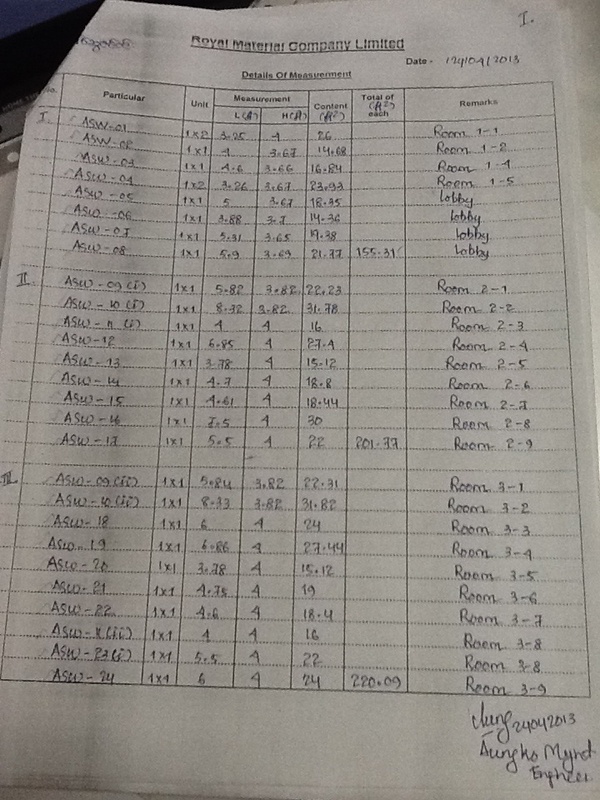 I.
Royal Material Company Limited
Date - 24/04/2013
Details Of Measurment
No. Particular Unit Measurement Content (ft²) Total of (ft²) each Remarks
L (ft) H (ft)
I. ASW-01 1x2 3.25 4 26 Room 1-1
ASW-02 1x1 4 3.67 14.68 Room 1-2
ASW-03 1x1 4.6 3.66 16.84 Room 1-4
ASW-04 1x2 3.26 3.67 23.93 Room 1-5
ASW-05 1x1 5 3.67 18.35 Lobby
ASW-06 1x1 3.88 3.7 14.36 Lobby
ASW-07 1x1 5.31 3.65 19.38 Lobby
ASW-08 1x1 5.9 3.69 21.77 155.31 Lobby
II. ASW-09(i) 1x1 5.82 3.82 22.23 Room 2-1
ASW-10(i) 1x1 8.32 3.82 31.78 Room 2-2
ASW-11(i) 1x1 4 4 16 Room 2-3
ASW-12 1x1 6.85 4 27.4 Room 2-4
ASW-13 1x1 3.78 4 15.12 Room 2-5
ASW-14 1x1 4.7 4 18.8 Room 2-6
ASW-15 1x1 4.61 4 18.44 Room 2-7
ASW-16 1x1 7.5 4 30 Room 2-8
ASW-17 1x1 5.5 4 22 201.77 Room 2-9
III. ASW-09(ii) 1x1 5.84 3.82 22.31 Room 3-1
ASW-10(ii) 1x1 8.33 3.82 31.82 Room 3-2
ASW-18 1x1 6 4 24 Room 3-3
ASW-19 1x1 6.86 4 27.44 Room 3-4
ASW-20 1x1 3.78 4 15.12 Room 3-5
ASW-21 1x1 4.75 4 19 Room 3-6
ASW-22 1x1 4.6 4 18.4 Room 3-7
ASW-11(ii) 1x1 4 4 16 Room 3-8
ASW-23(i) 1x1 5.5 4 22 Room 3-8
ASW-24 1x1 6 4 24 220.09 Room 3-9
24042013
Engineer